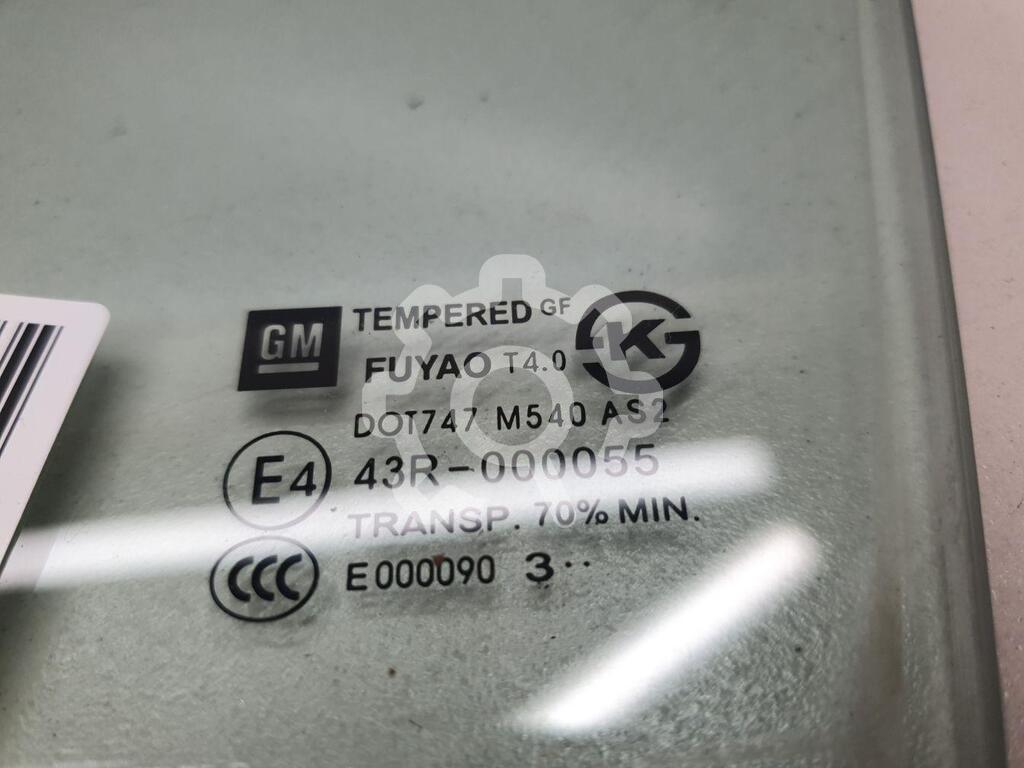 GM TEMPERED GF
FUYAO T4.0 K
DOT747 M540 AS2
E4 43R-000055
TRANSP. 70% MIN.
CCC E000090 3··